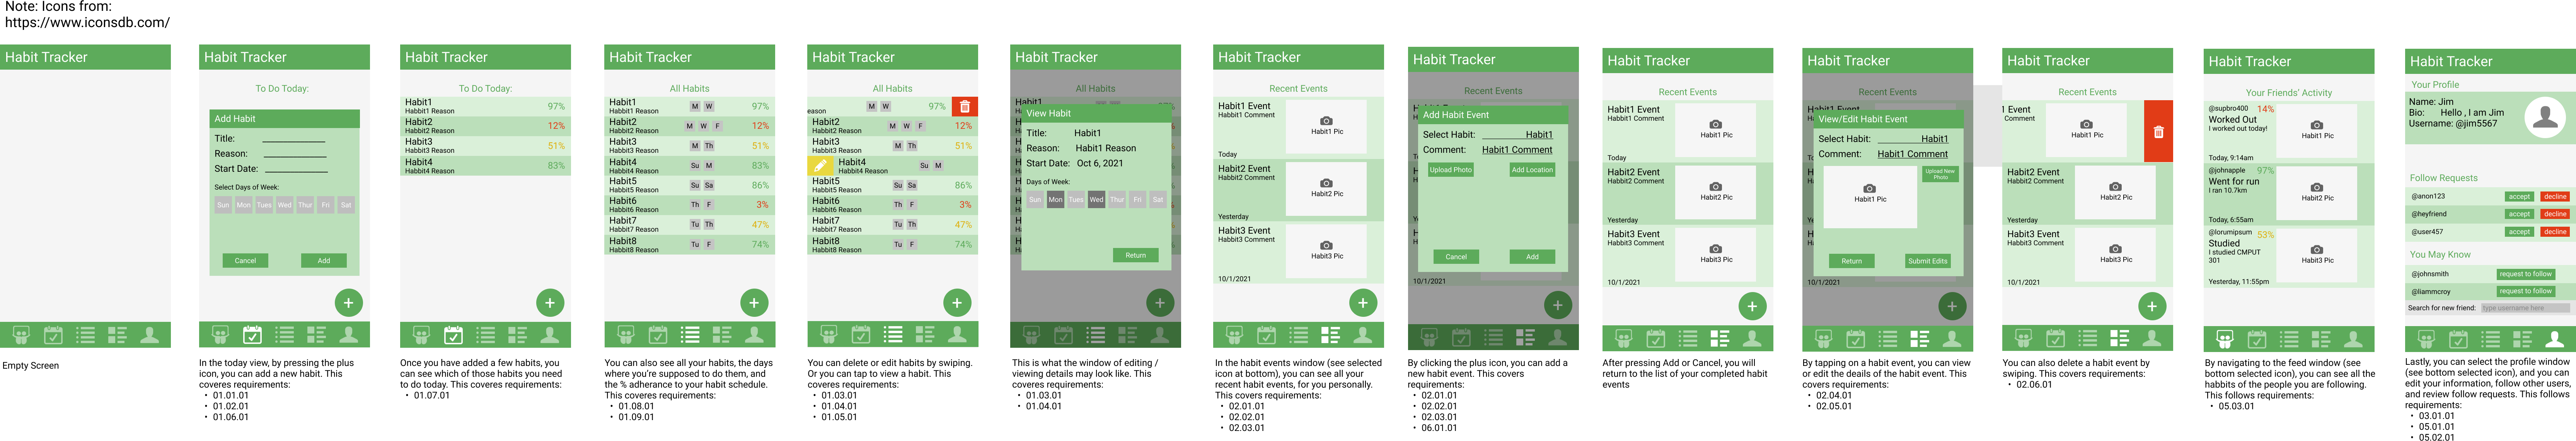 Note: Icons from:
https://www.iconsdb.com/
Habit Tracker
Empty Screen
Habit Tracker
To Do Today:
Add Habit
Title:
Reason:
Start Date:
Select Days of Week:
Sun Mon Tues Wed Thur Fri Sat
Cancel Add
+
In the today view, by pressing the plus
icon, you can add a new habit. This
coveres requirements:
• 01.01.01
• 01.02.01
• 01.06.01
Habit Tracker
To Do Today:
Habit1 97%
Habbit1 Reason
Habit2 12%
Habbit2 Reason
Habit3 51%
Habbit3 Reason
Habit4 83%
Habbit4 Reason
+
Once you have added a few habits, you
can see which of those habits you need
to do today. This coveres requirements:
• 01.07.01
Habit Tracker
All Habits
Habit1 M W 97%
Habbit1 Reason
Habit2 M W F 12%
Habbit2 Reason
Habit3 M Th 51%
Habbit3 Reason
Habit4 Su M 83%
Habbit4 Reason
Habit5 Su Sa 86%
Habbit5 Reason
Habit6 Th F 3%
Habbit6 Reason
Habit7 Tu Th 47%
Habbit7 Reason
Habit8 Tu F 74%
Habbit8 Reason
+
You can also see all your habits, the days
where you're supposed to do them, and
the % adherance to your habit schedule.
This coveres requirements:
• 01.08.01
• 01.09.01
Habit Tracker
All Habits
M W 97%
eason
Habit2 M W F 12%
Habbit2 Reason
Habit3 M Th 51%
Habbit3 Reason
Habit4 Su M
Habbit4 Reason
Habit5 Su Sa 86%
Habbit5 Reason
Habit6 Th F 3%
Habbit6 Reason
Habit7 Tu Th 47%
Habbit7 Reason
Habit8 Tu F 74%
Habbit8 Reason
+
You can delete or edit habits by swiping.
Or you can tap to view a habit. This
coveres requirements:
• 01.03.01
• 01.04.01
• 01.05.01
Habit Tracker
All Habits
Habit1
View Habit
Title: Habit1
Reason: Habit1 Reason
Start Date: Oct 6, 2021
Days of Week:
Sun Mon Tues Wed Thur Fri Sat
Return
+
This is what the window of editing /
viewing details may look like. This
coveres requirements:
• 01.03.01
• 01.04.01
Habit Tracker
Recent Events
Habit1 Event
Habbit1 Comment
Habit1 Pic
Today
Habit2 Event
Habbit2 Comment
Habit2 Pic
Yesterday
Habit3 Event
Habbit3 Comment
Habit3 Pic
10/1/2021
+
In the habit events window (see selected
icon at bottom), you can see all your
recent habit events, for you personally.
This covers requirements:
• 02.01.01
• 02.02.01
• 02.03.01
Habit Tracker
Recent Events
Add Habit Event
Select Habit: Habit1
Comment: Habit1 Comment
Upload Photo Add Location
Cancel Add
10/1/2021
+
By clicking the plus icon, you can add a
new habit event. This covers
requirements:
• 02.01.01
• 02.02.01
• 02.03.01
• 06.01.01
Habit Tracker
Recent Events
Habit1 Event
Habbit1 Comment
Habit1 Pic
Today
Habit2 Event
Habbit2 Comment
Habit2 Pic
Yesterday
Habit3 Event
Habbit3 Comment
Habit3 Pic
10/1/2021
+
After pressing Add or Cancel, you will
return to the list of your completed habit
events
Habit Tracker
Recent Events
Habit1 Event
View/Edit Habit Event
Select Habit: Habit1
Comment: Habit1 Comment
Upload New
Photo
Habit1 Pic
Return Submit Edits
10/1/2021
+
By tapping on a habit event, you can view
or edit the deails of the habit event. This
covers requirements:
• 02.04.01
• 02.05.01
Habit Tracker
Recent Events
1 Event
Comment
Habit1 Pic
Habit2 Event
Habbit2 Comment
Habit2 Pic
Yesterday
Habit3 Event
Habbit3 Comment
Habit3 Pic
10/1/2021
+
You can also delete a habit event by
swiping. This covers requirements:
• 02.06.01
Habit Tracker
Your Friends' Activity
@supbro400 14%
Worked Out
I worked out today!
Habit1 Pic
Today, 9:14am
@johnapple 97%
Went for run
I ran 10.7km
Habit2 Pic
Today, 6:55am
@lorumipsum 53%
Studied
I studied CMPUT
301
Habit3 Pic
Yesterday, 11:55pm
By navigating to the feed window (see
bottom selected icon), you can see all the
habbits of the people you are following.
This follows requirements:
• 05.03.01
Habit Tracker
Your Profile
Name: Jim
Bio: Hello , I am Jim
Username: @jim5567
Follow Requests
@anon123 accept decline
@heyfriend accept decline
@user457 accept decline
You May Know
@johnsmith request to follow
@liammcroy request to follow
Search for new friend: type username here
Lastly, you can select the profile window
(see bottom selected icon), and you can
edit your information, follow other users,
and review follow requests. This follows
requirements:
• 03.01.01
• 05.01.01
• 05.02.01